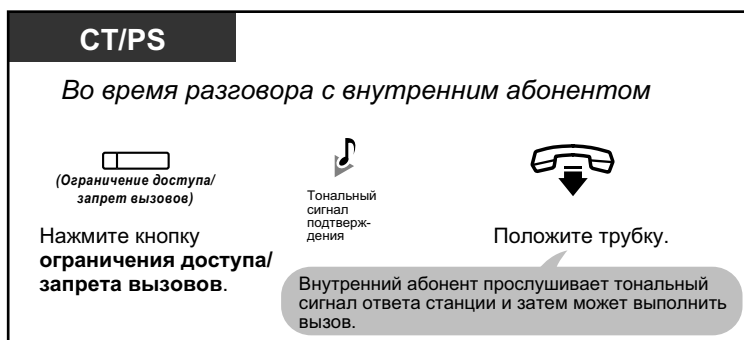 CT/PS
Во время разговора с внутренним абонентом
(Ограничение доступа/
запрет вызовов)
Нажмите кнопку
ограничения доступа/
запрета вызовов.
Тональный
сигнал
подтверж-
дения
Положите трубку.
Внутренний абонент прослушивает тональный
сигнал ответа станции и затем может выполнить
вызов.